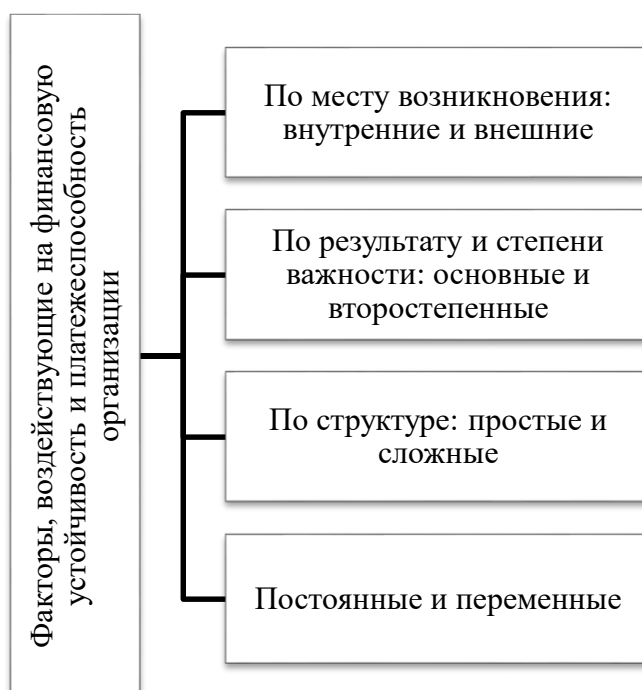 Факторы, воздействующие на финансовую
устойчивость и платежеспособность
организации
По месту возникновения:
внутренние и внешние
По результату и степени
важности: основные и
второстепенные
По структуре: простые и
сложные
Постоянные и переменные